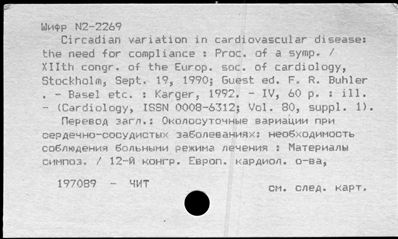 Шифр N2-2269
Circadian variation in cardiovascular disease:
the need for compliance : Proc. of a symp. /
XIIth congr. of the Europ. soc. of cardiology,
Stockholm, Sept. 19, 1990; Guest ed. F. R. Buhler
. - Basel etc. : Karger, 1992. - IV, 60 p. : ill.
- (Cardiology, ISSN 0008-6312; Vol. 80, suppl. 1).
Перевод загл.: Околосуточные вариации при
сердечно-сосудистых заболеваниях: необходимость
соблюдения больными режима лечения : Материалы
симпоз. / 12-й конгр. Европ. кардиол. о-ва,
197089 - ЧИТ
см. след. карт.